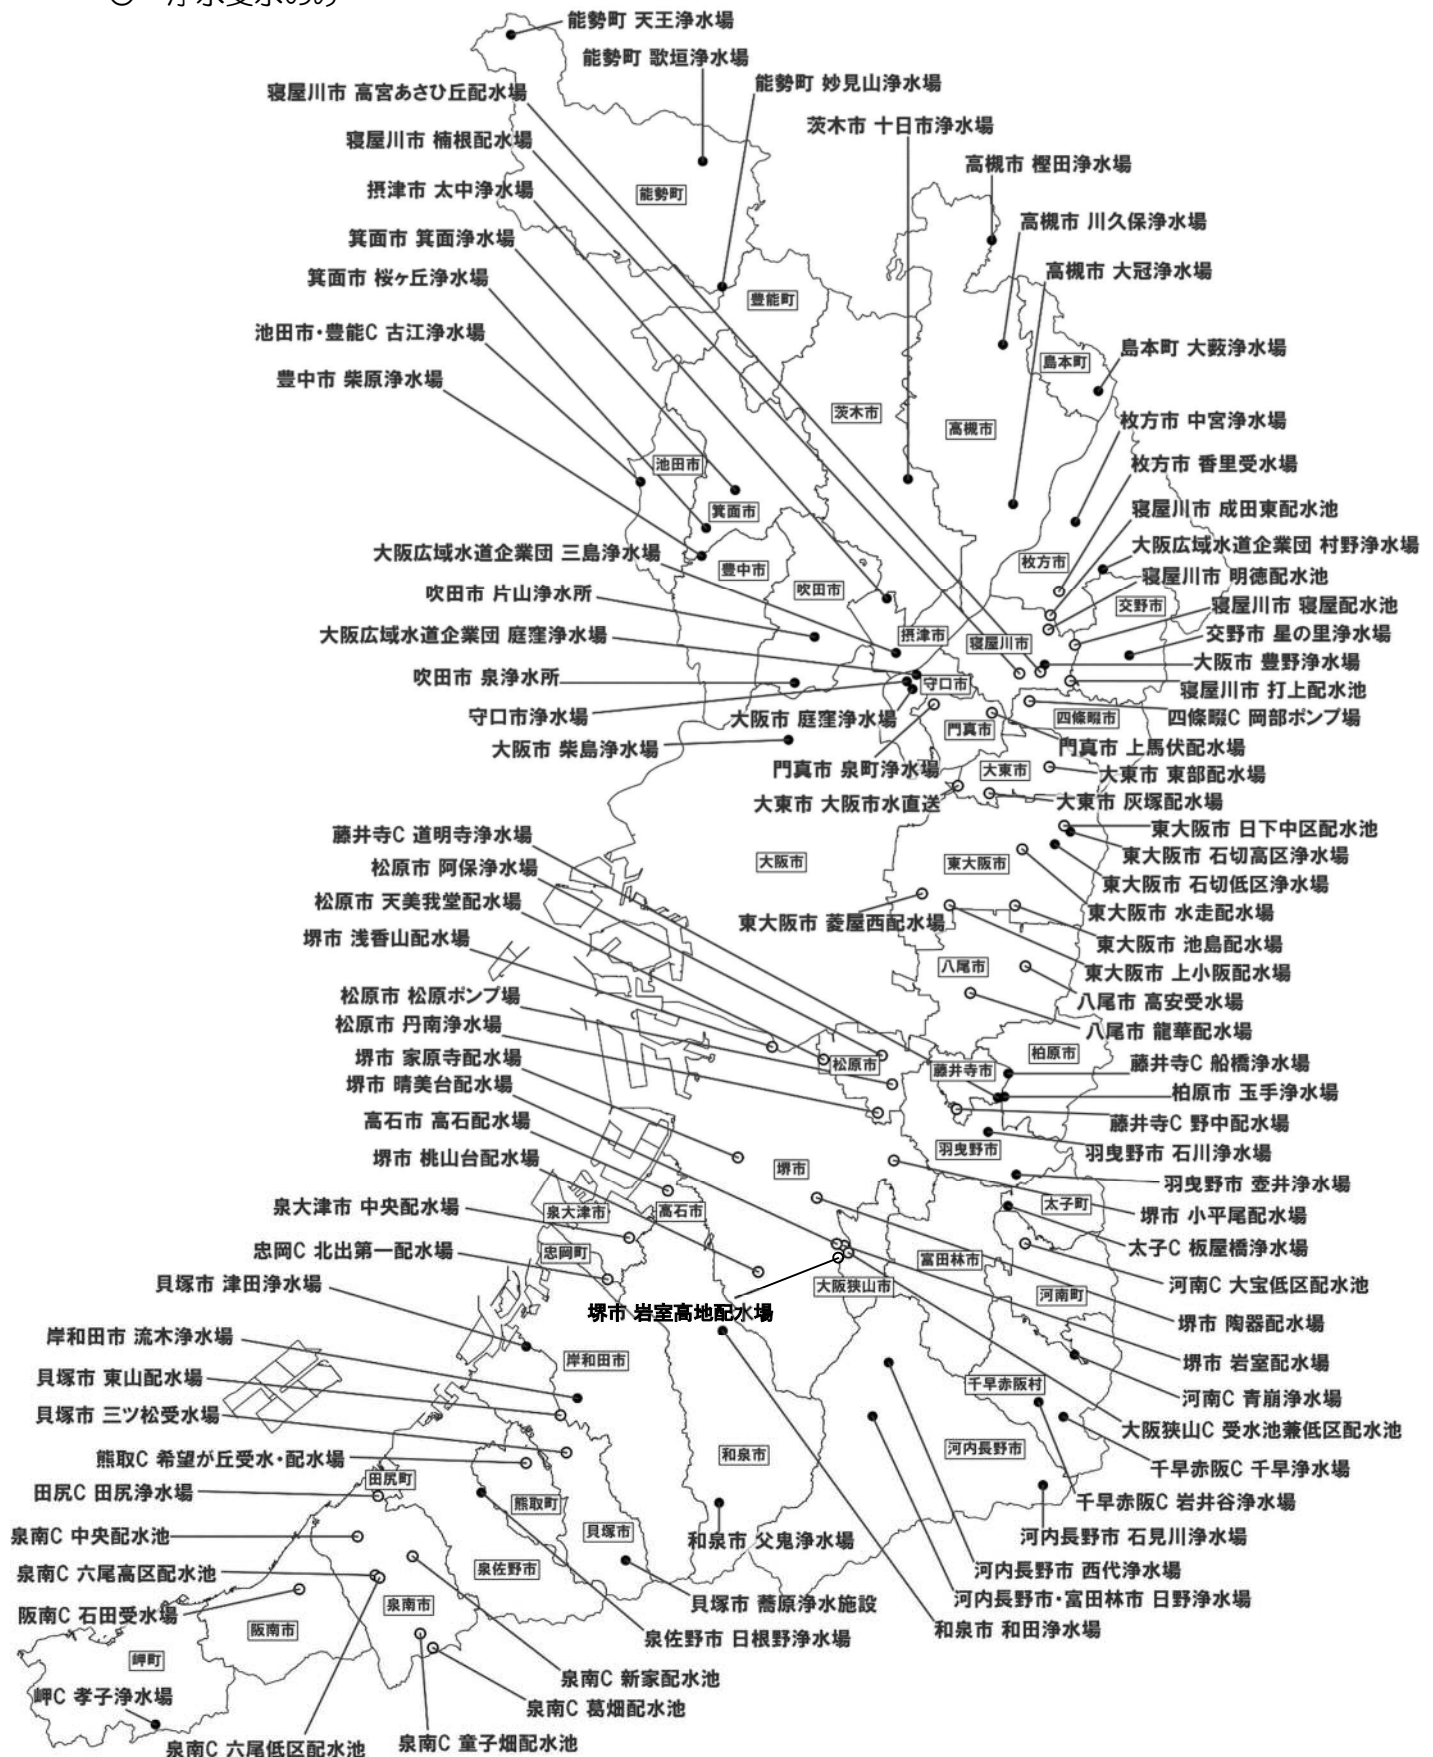 能勢町 天王浄水場
能勢町 歌垣浄水場
能勢町 妙見山浄水場
寝屋川市 高宮あさひ丘配水場
茨木市 十日市浄水場
寝屋川市 楠根配水場
高槻市 樫田浄水場
摂津市 太中浄水場
能勢町
高槻市 川久保浄水場
箕面市 箕面浄水場
高槻市 大冠浄水場
箕面市 桜ヶ丘浄水場
豊能町
池田市・豊能C 古江浄水場
島本町 大薮浄水場
島本町
豊中市 柴原浄水場
茨木市
高槻市
枚方市 中宮浄水場
池田市
枚方市 香里受水場
箕面市
寝屋川市 成田東配水池
大阪広域水道企業団 三島浄水場
大阪広域水道企業団 村野浄水場
豊中市
枚方市
寝屋川市 明徳配水池
吹田市
吹田市 片山浄水所
交野市
寝屋川市 寝屋配水池
大阪広域水道企業団 庭窪浄水場
摂津市
寝屋川市
交野市 星の里浄水場
大阪市 豊野浄水場
吹田市 泉浄水所
守口市
寝屋川市 打上配水池
守口市浄水場
大阪市 庭窪浄水場
四條畷市
四條畷C 岡部ポンプ場
門真市
大阪市 柴島浄水場
門真市 上馬伏配水場
門真市 泉町浄水場
大東市
大東市 東部配水場
大東市 大阪市水直送
大東市 灰塚配水場
藤井寺C 道明寺浄水場
東大阪市 日下中区配水池
大阪市
東大阪市
東大阪市 石切高区浄水場
松原市 阿保浄水場
東大阪市 石切低区浄水場
松原市 天美我堂配水場
東大阪市 水走配水場
東大阪市 菱屋西配水場
堺市 浅香山配水場
東大阪市 池島配水場
八尾市
東大阪市 上小阪配水場
松原市 松原ポンプ場
八尾市 高安受水場
松原市 丹南浄水場
八尾市 龍華配水場
堺市 家原寺配水場
松原市
藤井寺市
柏原市
藤井寺C 船橋浄水場
堺市 晴美台配水場
柏原市 玉手浄水場
高石市 高石配水場
藤井寺C 野中配水場
堺市 桃山台配水場
堺市
羽曳野市
羽曳野市 石川浄水場
羽曳野市 壺井浄水場
泉大津市 中央配水場
泉大津市
高石市
太子町
堺市 小平尾配水場
忠岡C 北出第一配水場
忠岡町
富田林市
太子C 板屋橋浄水場
貝塚市 津田浄水場
大阪狭山市
河南町
河南C 大宝低区配水池
堺市 岩室高地配水場
堺市 陶器配水場
岸和田市 流木浄水場
岸和田市
堺市 岩室配水場
貝塚市 東山配水場
千早赤阪村
河南C 青崩浄水場
貝塚市 三ツ松受水場
大阪狭山C 受水池兼低区配水池
熊取C 希望が丘受水・配水場
和泉市
河内長野市
千早赤阪C 千早浄水場
田尻町
田尻C 田尻浄水場
熊取町
千早赤阪C 岩井谷浄水場
泉南C 中央配水池
貝塚市
和泉市 父鬼浄水場
河内長野市 石見川浄水場
泉南C 六尾高区配水池
泉佐野市
河内長野市 西代浄水場
阪南C 石田受水場
泉南市
貝塚市 蕎原浄水施設
河内長野市・富田林市 日野浄水場
阪南市
泉佐野市 日根野浄水場
和泉市 和田浄水場
岬町
泉南C 新家配水池
岬C 孝子浄水場
泉南C 葛畑配水池
泉南C 六尾低区配水池
泉南C 童子畑配水池